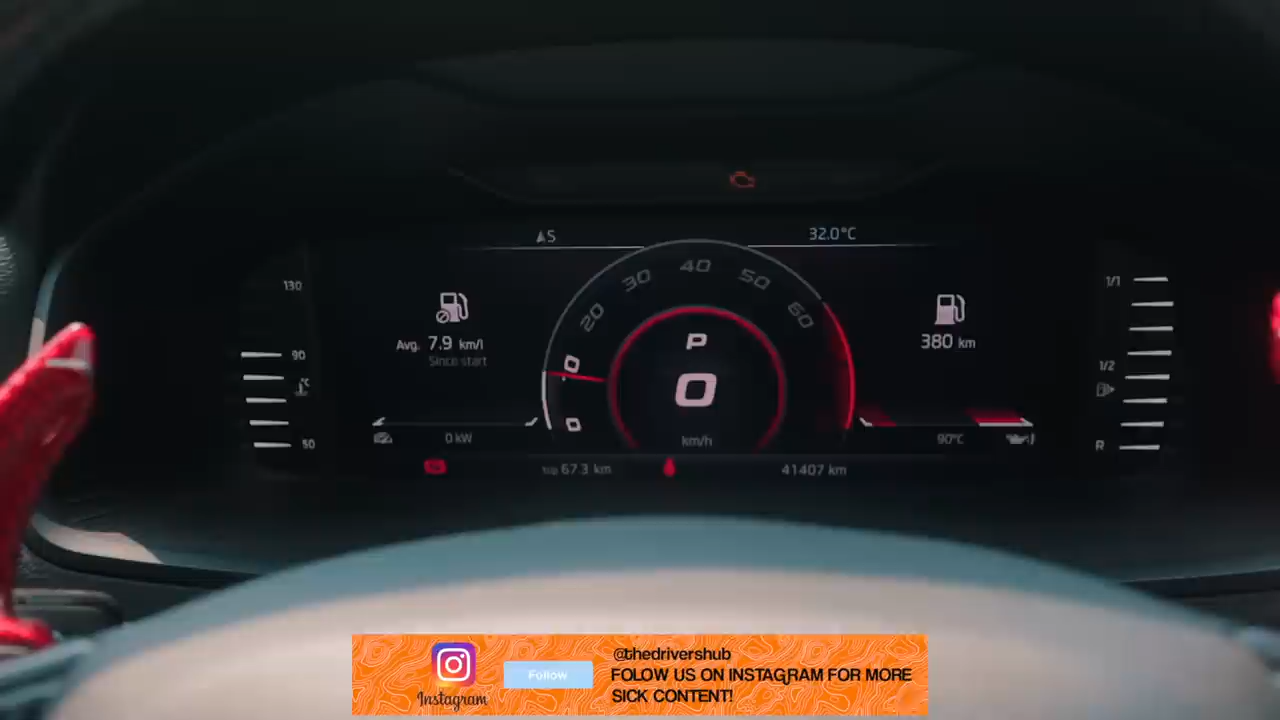 S
32.0°C
130
90
°C
50
Avg. 7.9 km/l
Since start
0 20 30 40 50 60
0
P
0
km/h
380 km
1/1
1/2
R
0 kW
90°C
trip 67.3 km
41407 km
Instagram
Follow
@thedrivershub
FOLOW US ON INSTAGRAM FOR MORE
SICK CONTENT!